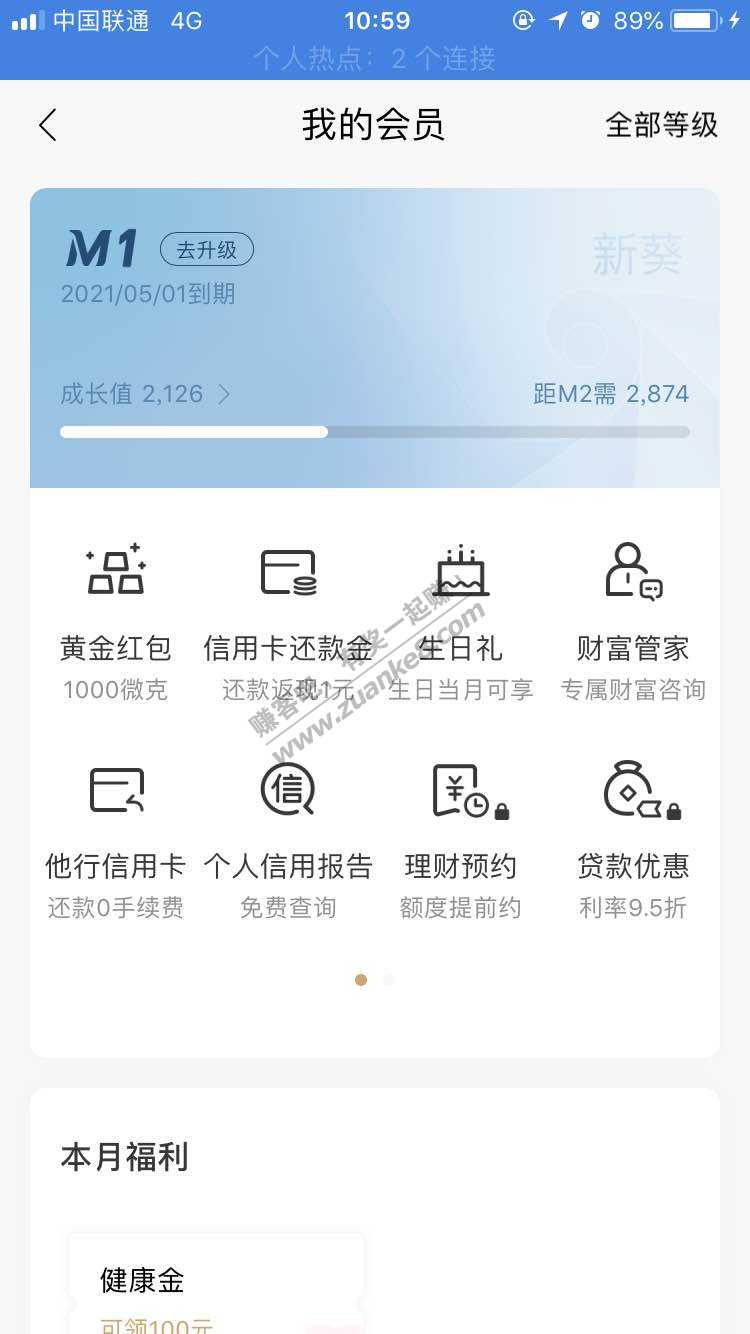 中国联通 4G 10:59 89%
个人热点：2 个连接
我的会员 全部等级
M1 去升级 新葵
2021/05/01到期
成长值 2,126 距M2需 2,874
黄金红包 信用卡还款金 生日礼 财富管家
1000微克 还款返现1元 生日当月可享 专属财富咨询
赚客吧，有奖一起赚！
www.zuanke8.com
信
¥
他行信用卡 个人信用报告 理财预约 贷款优惠
还款0手续费 免费查询 额度提前约 利率9.5折
本月福利
健康金
可领100元